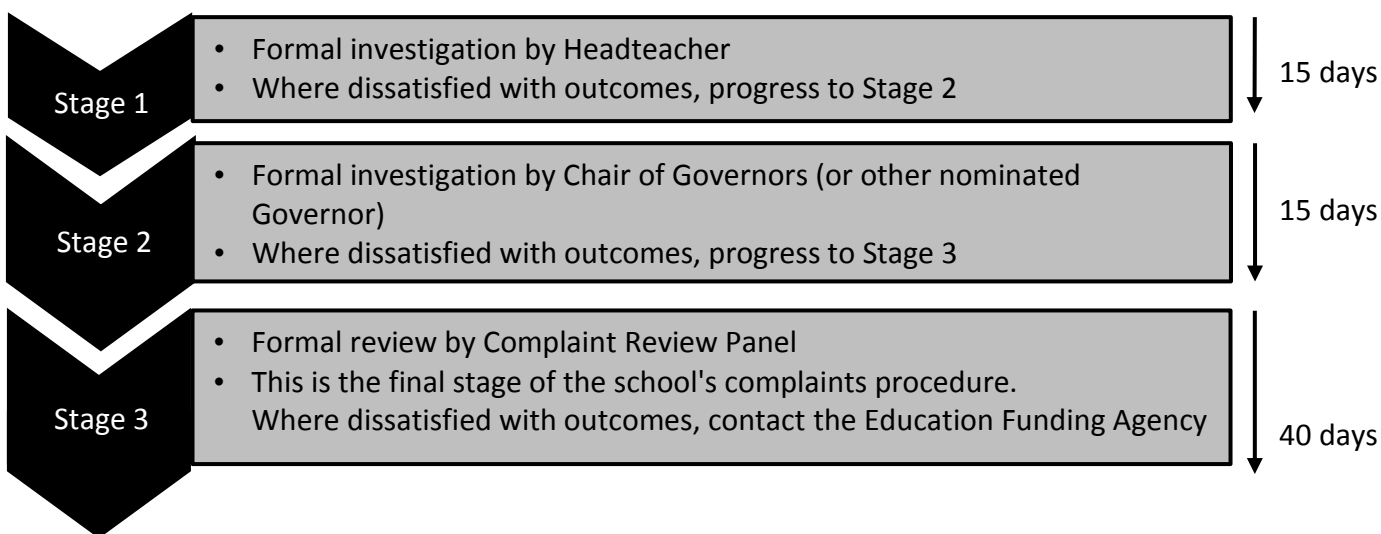 Stage 1
• Formal investigation by Headteacher
• Where dissatisfied with outcomes, progress to Stage 2
15 days
Stage 2
• Formal investigation by Chair of Governors (or other nominated
Governor)
• Where dissatisfied with outcomes, progress to Stage 3
15 days
Stage 3
• Formal review by Complaint Review Panel
• This is the final stage of the school's complaints procedure.
Where dissatisfied with outcomes, contact the Education Funding Agency
40 days